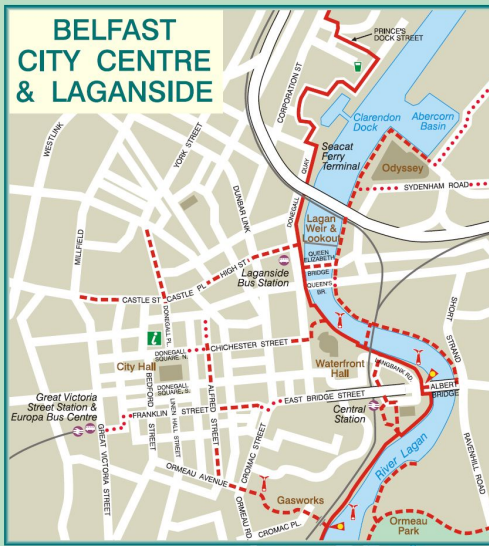 BELFAST
CITY CENTRE
& LAGANSIDE
PRINCE'S
DOCK STREET
CORPORATION ST
Clarendon
Dock
Abercorn
Basin
WESTLINK
YORK STREET
Seacat
Ferry
Terminal
Odyssey
SYDENHAM ROAD
DONEGALL QUAY
DUNBAR LINK
Lagan
Weir &
Lookout
MILLFIELD
HIGH ST
QUEEN
ELIZABETH
BRIDGE
QUEEN'S
BR.
Laganside
Bus Station
CASTLE ST
CASTLE PL
DONEGALL PL
SHORT STRAND
i
DONEGALL
SQUARE, N.
CHICHESTER STREET
City Hall
Waterfront
Hall
LANGBANK RD.
DONEGALL
SQUARE, S.
BEDFORD STREET
ALFRED STREET
EAST BRIDGE STREET
ALBERT
BRIDGE
Great Victoria
Street Station &
Europa Bus Centre
FRANKLIN STREET
LINEN HALL STREET
Central
Station
GREAT VICTORIA STREET
CROMAC STREET
River Lagan
RAVENHILL ROAD
ORMEAU AVENUE
ORMEAU RD.
Gasworks
CROMAC PL.
Ormeau
Park